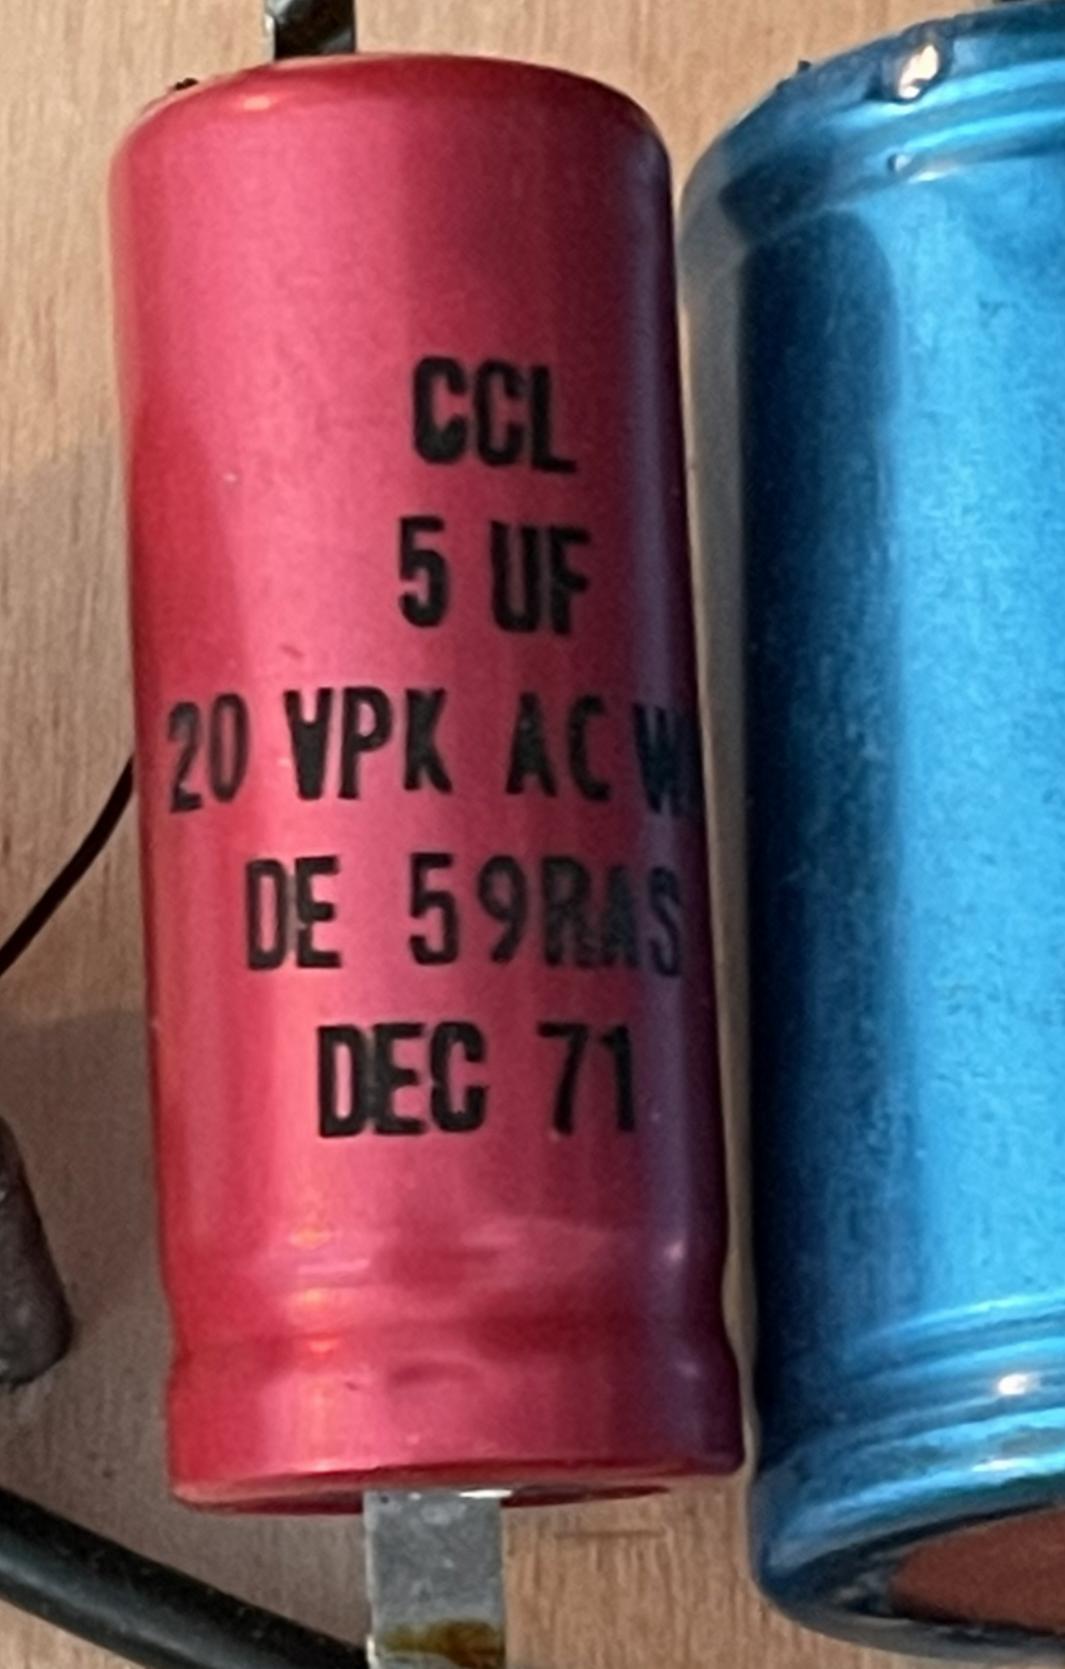 CCL
5 UF
20 VPK AC
DE 59RAS
DEC 71